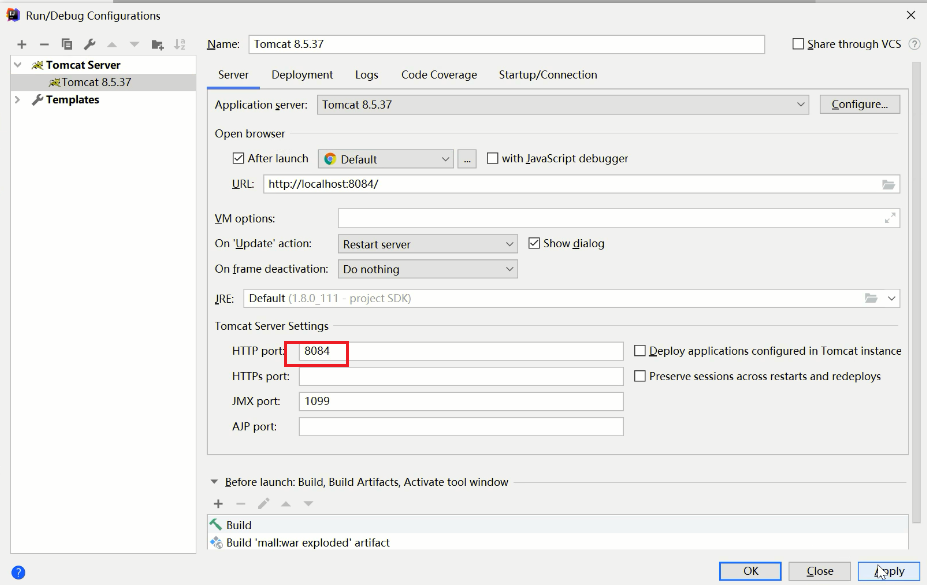 Run/Debug Configurations
Name: Tomcat 8.5.37 Share through VCS ?
Tomcat Server
Tomcat 8.5.37
Templates
Server Deployment Logs Code Coverage Startup/Connection
Application server: Tomcat 8.5.37 Configure...
Open browser
After launch Default ... with JavaScript debugger
URL: http://localhost:8084/
VM options:
On 'Update' action: Restart server Show dialog
On frame deactivation: Do nothing
JRE: Default (1.8.0_111 - project SDK)
Tomcat Server Settings
HTTP port: 8084 Deploy applications configured in Tomcat instance
HTTPs port: Preserve sessions across restarts and redeploys
JMX port: 1099
AJP port:
Before launch: Build, Build Artifacts, Activate tool window
Build
Build 'mall:war exploded' artifact
? OK Close Apply